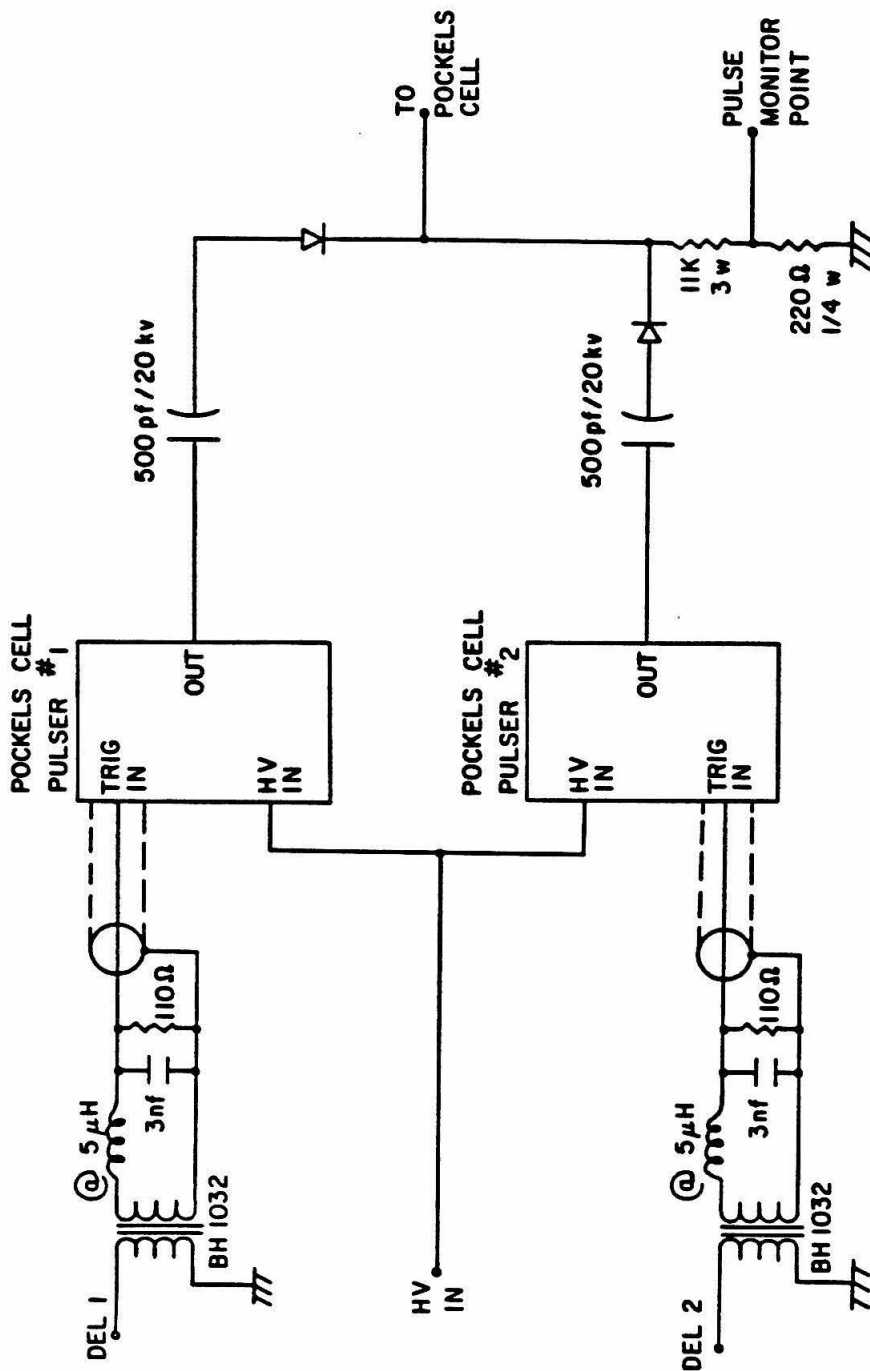 DEL 1
BH 1032
@ 5μH
3nf
110Ω
POCKELS CELL
PULSER #1
TRIG
IN
HV
IN
OUT
500 pf / 20 kv
TO
POCKELS
CELL
HV
IN
DEL 2
BH 1032
@ 5μH
3nf
110Ω
POCKELS CELL
PULSER #2
HV
IN
TRIG
IN
OUT
500 pf / 20 kv
11K
3 w
220Ω
1/4 w
PULSE
MONITOR
POINT